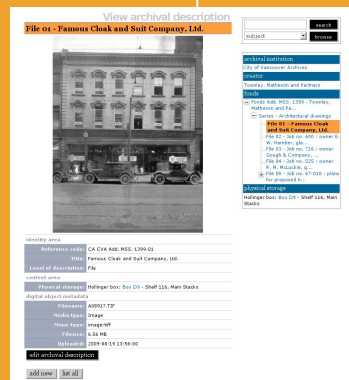 View archival description
File 01 - Famous Cloak and Suit Company, Ltd.
identity area
Reference code: CA CVA Add. MSS. 1399-01
Title: Famous Cloak and Suit Company, Ltd.
Level of description: File
content area
Physical storage: Hollinger box: Box D9 - Shelf 116, Main Stacks
digital object metadata
Filename: A08917.TIF
Media type: Image
Mime type: image/tiff
Filesize: 6.56 MB
Uploaded: 2009-08-19 13:56:00
edit archival description
add new list all
search
subject browse
archival institution
City of Vancouver Archives
creator
Townley, Matheson and Partners
fonds
Fonds Add. MSS. 1399 - Townley,
Matheson and Pa...
Series - Architectural drawings
File 01 - Famous Cloak
and Suit Company, Ltd.
File 02 - Job no. 600 : owner E.
W. Hamber, gla...
File 03 - Job no. 716 : owner
Gough & Company, ...
File 04 - Job no. 525 : owner
R. M. McLuckie, g...
File 05 - Job no. 67-010 : plans
for proposed h...
physical storage
Hollinger box: Box D9 - Shelf 116, Main
Stacks